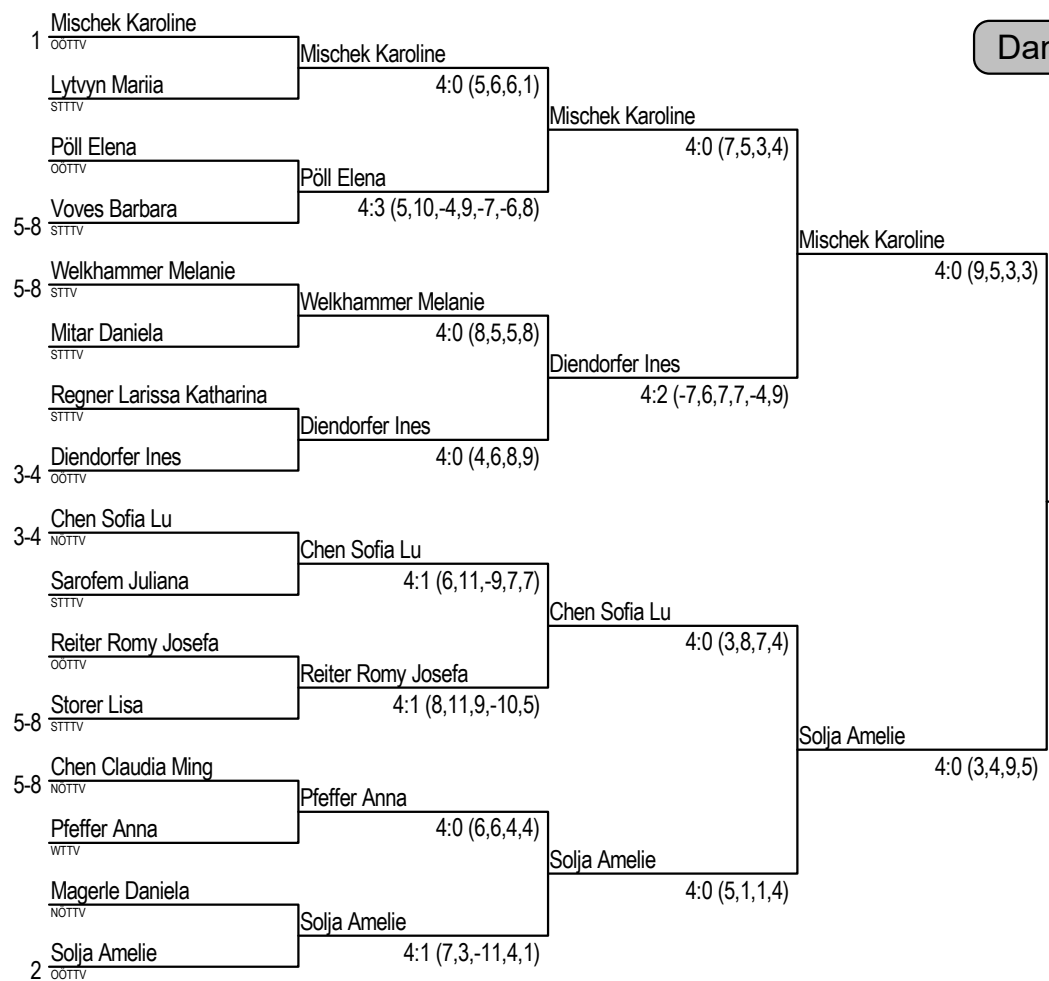 Mischek Karoline
1 OÖTTV
Mischek Karoline
Dar
Lytvyn Mariia
4:0 (5,6,6,1)
STTTV
Mischek Karoline
Pöll Elena
4:0 (7,5,3,4)
OÖTTV
Pöll Elena
Voves Barbara
4:3 (5,10,-4,9,-7,-6,8)
5-8 STTTV
Mischek Karoline
Welkhammer Melanie
4:0 (9,5,3,3)
5-8 STTV
Welkhammer Melanie
Mitar Daniela
4:0 (8,5,5,8)
STTTV
Diendorfer Ines
Regner Larissa Katharina
4:2 (-7,6,7,7,-4,9)
STTTV
Diendorfer Ines
Diendorfer Ines
4:0 (4,6,8,9)
3-4 OÖTTV
Chen Sofia Lu
3-4 NÖTTV
Chen Sofia Lu
Sarofem Juliana
4:1 (6,11,-9,7,7)
STTTV
Chen Sofia Lu
Reiter Romy Josefa
4:0 (3,8,7,4)
OÖTTV
Reiter Romy Josefa
Storer Lisa
4:1 (8,11,9,-10,5)
5-8 STTTV
Solja Amelie
Chen Claudia Ming
4:0 (3,4,9,5)
5-8 NÖTTV
Pfeffer Anna
Pfeffer Anna
4:0 (6,6,4,4)
WTTV
Solja Amelie
Magerle Daniela
4:0 (5,1,1,4)
NÖTTV
Solja Amelie
Solja Amelie
4:1 (7,3,-11,4,1)
2 OÖTTV